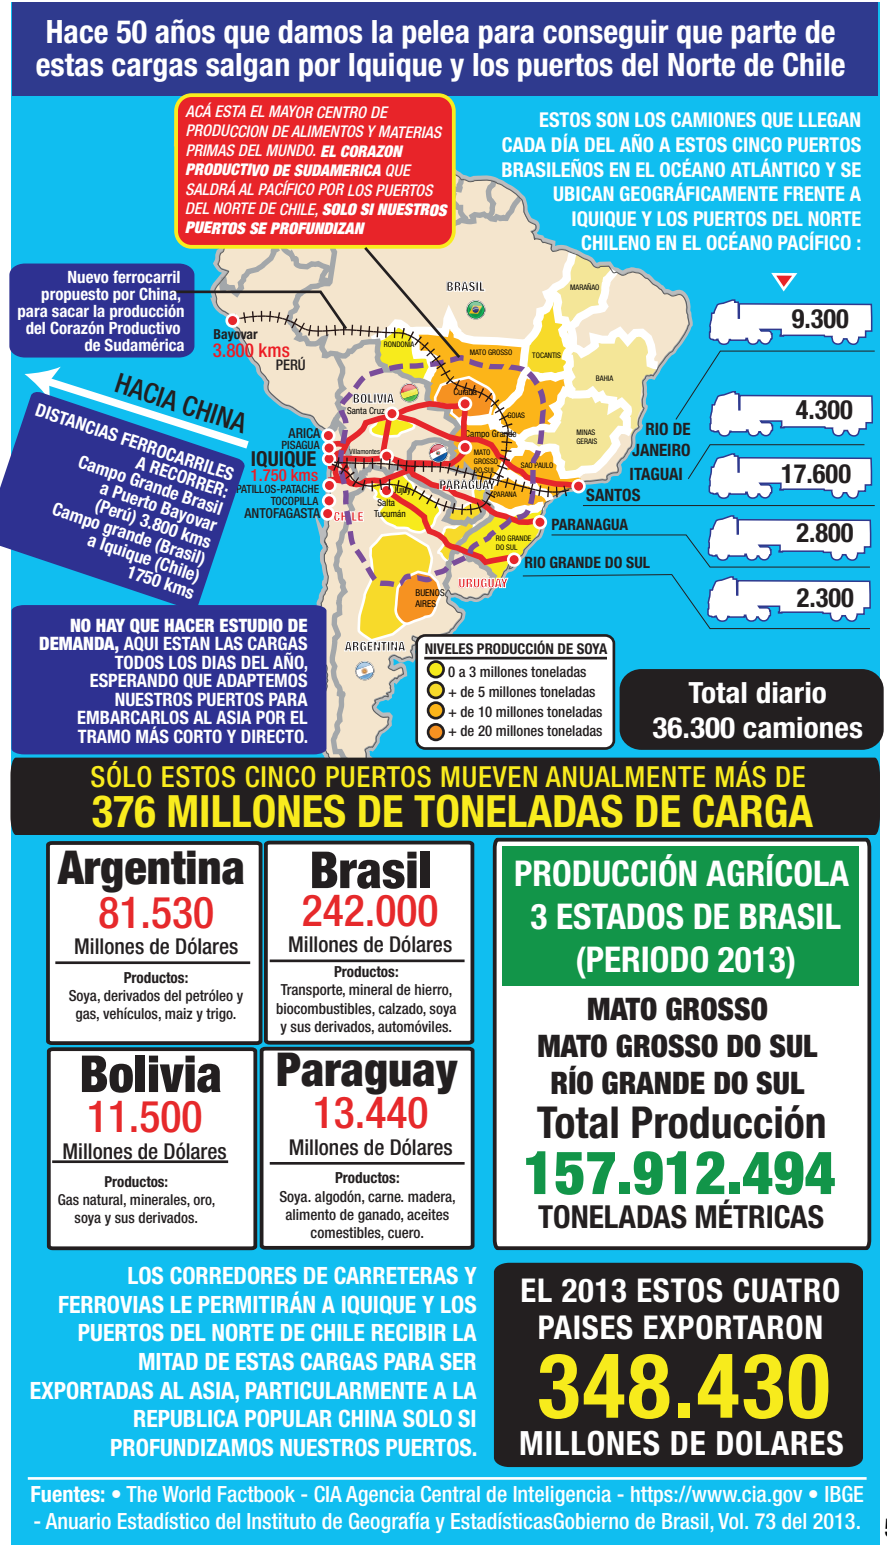 Hace 50 años que damos la pelea para conseguir que parte de
estas cargas salgan por Iquique y los puertos del Norte de Chile
ACÁ ESTA EL MAYOR CENTRO DE
PRODUCCION DE ALIMENTOS Y MATERIAS
PRIMAS DEL MUNDO. EL CORAZON
PRODUCTIVO DE SUDAMERICA QUE
SALDRÁ AL PACÍFICO POR LOS PUERTOS
DEL NORTE DE CHILE, SOLO SI NUESTROS
PUERTOS SE PROFUNDIZAN
ESTOS SON LOS CAMIONES QUE LLEGAN
CADA DÍA DEL AÑO A ESTOS CINCO PUERTOS
BRASILEÑOS EN EL OCÉANO ATLÁNTICO Y SE
UBICAN GEOGRÁFICAMENTE FRENTE A
IQUIQUE Y LOS PUERTOS DEL NORTE
CHILENO EN EL OCÉANO PACÍFICO :
Nuevo ferrocarril
propuesto por China,
para sacar la producción
del Corazón Productivo
de Sudamérica
HACIA CHINA
DISTANCIAS FERROCARRILES
A RECORRER:
Campo Grande Brasil
a Puerto Bayovar
(Perú) 3.800 kms
Campo grande (Brasil)
a Iquique (Chile)
1750 kms
Bayovar
3.800 kms
PERÚ
BRASIL
MARAÑAO
RONDONIA
MATO GROSSO
TOCANTIS
BAHIA
BOLIVIA
Santa Cruz
Cuiaba
GOIAS
MINAS
GERAIS
Campo Grande
Villamontes
MATO
GROSSO
DO SUL
SAO PAULO
PARAGUAY
PARANA
ARICA
PISAGUA
IQUIQUE
1.750 kms
PATILLOS-PATACHE
TOCOPILLA
ANTOFAGASTA
CHILE
Jujuy
Salta
Tucumán
RIO GRANDE
DO SUL
URUGUAY
BUENOS
AIRES
ARGENTINA
RIO DE
JANEIRO
ITAGUAI
SANTOS
PARANAGUA
RIO GRANDE DO SUL
9.300
4.300
17.600
2.800
2.300
NO HAY QUE HACER ESTUDIO DE
DEMANDA, AQUI ESTAN LAS CARGAS
TODOS LOS DIAS DEL AÑO,
ESPERANDO QUE ADAPTEMOS
NUESTROS PUERTOS PARA
EMBARCARLOS AL ASIA POR EL
TRAMO MÁS CORTO Y DIRECTO.
NIVELES PRODUCCIÓN DE SOYA
0 a 3 millones toneladas
+ de 5 millones toneladas
+ de 10 millones toneladas
+ de 20 millones toneladas
Total diario
36.300 camiones
SÓLO ESTOS CINCO PUERTOS MUEVEN ANUALMENTE MÁS DE
376 MILLONES DE TONELADAS DE CARGA
Argentina
81.530
Millones de Dólares
Productos:
Soya, derivados del petróleo y
gas, vehículos, maiz y trigo.
Brasil
242.000
Millones de Dólares
Productos:
Transporte, mineral de hierro,
biocombustibles, calzado, soya
y sus derivados, automóviles.
Bolivia
11.500
Millones de Dólares
Productos:
Gas natural, minerales, oro,
soya y sus derivados.
Paraguay
13.440
Millones de Dólares
Productos:
Soya. algodón, carne. madera,
alimento de ganado, aceites
comestibles, cuero.
PRODUCCIÓN AGRÍCOLA
3 ESTADOS DE BRASIL
(PERIODO 2013)
MATO GROSSO
MATO GROSSO DO SUL
RÍO GRANDE DO SUL
Total Producción
157.912.494
TONELADAS MÉTRICAS
LOS CORREDORES DE CARRETERAS Y
FERROVIAS LE PERMITIRÁN A IQUIQUE Y LOS
PUERTOS DEL NORTE DE CHILE RECIBIR LA
MITAD DE ESTAS CARGAS PARA SER
EXPORTADAS AL ASIA, PARTICULARMENTE A LA
REPUBLICA POPULAR CHINA SOLO SI
PROFUNDIZAMOS NUESTROS PUERTOS.
EL 2013 ESTOS CUATRO
PAISES EXPORTARON
348.430
MILLONES DE DOLARES
Fuentes: • The World Factbook - CIA Agencia Central de Inteligencia - https://www.cia.gov • IBGE
- Anuario Estadístico del Instituto de Geografía y EstadísticasGobierno de Brasil, Vol. 73 del 2013.